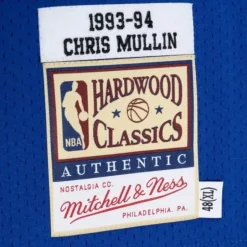 1993-94
CHRIS MULLIN
HARDWOOD
NBA
CLASSICS
AUTHENTIC
NOSTALGIA CO.
Mitchell & Ness
PHILADELPHIA, PA.
48(XL)